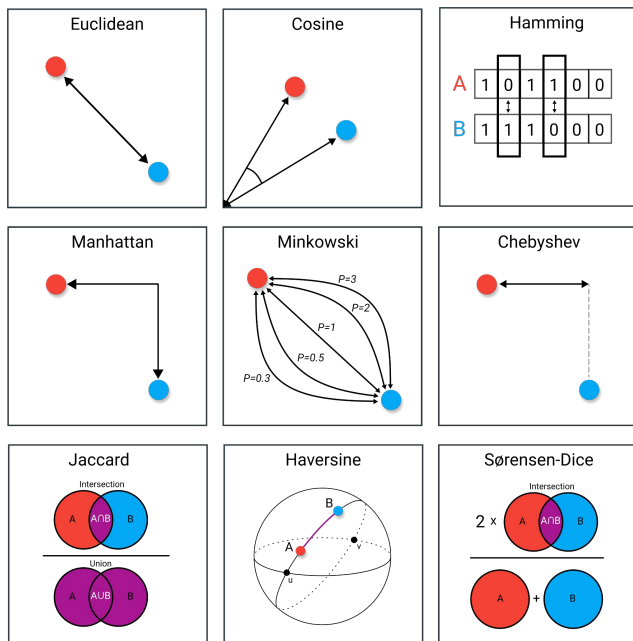 Euclidean
Cosine
Hamming
A 1 0 1 1 0 0
B 1 1 1 0 0 0
Manhattan
Minkowski
P=3
P=2
P=1
P=0.5
P=0.3
Chebyshev
Jaccard
Intersection
A A∩B B
Union
A A∪B B
Haversine
B
A
v
u
Sørensen-Dice
Intersection
2 x A A∩B B
A + B